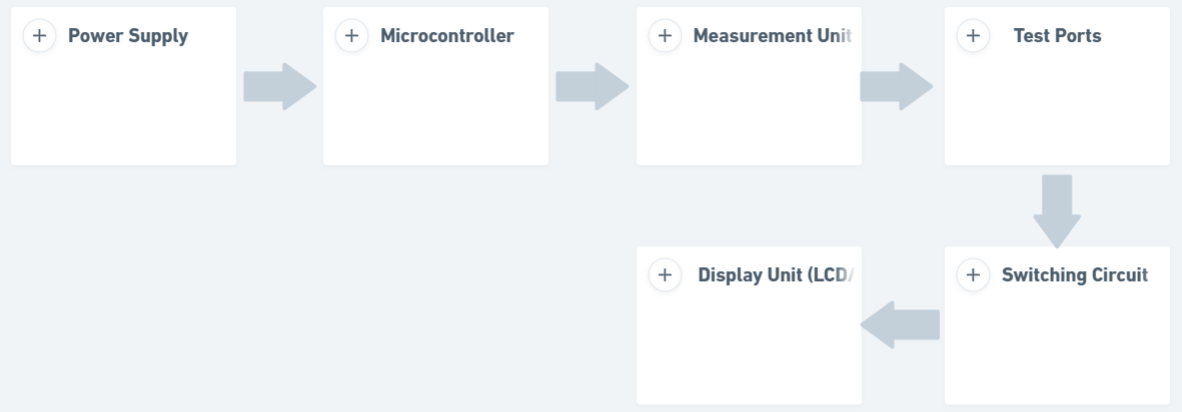 Power Supply
Microcontroller
Measurement Unit
Test Ports
Display Unit (LCD/
Switching Circuit